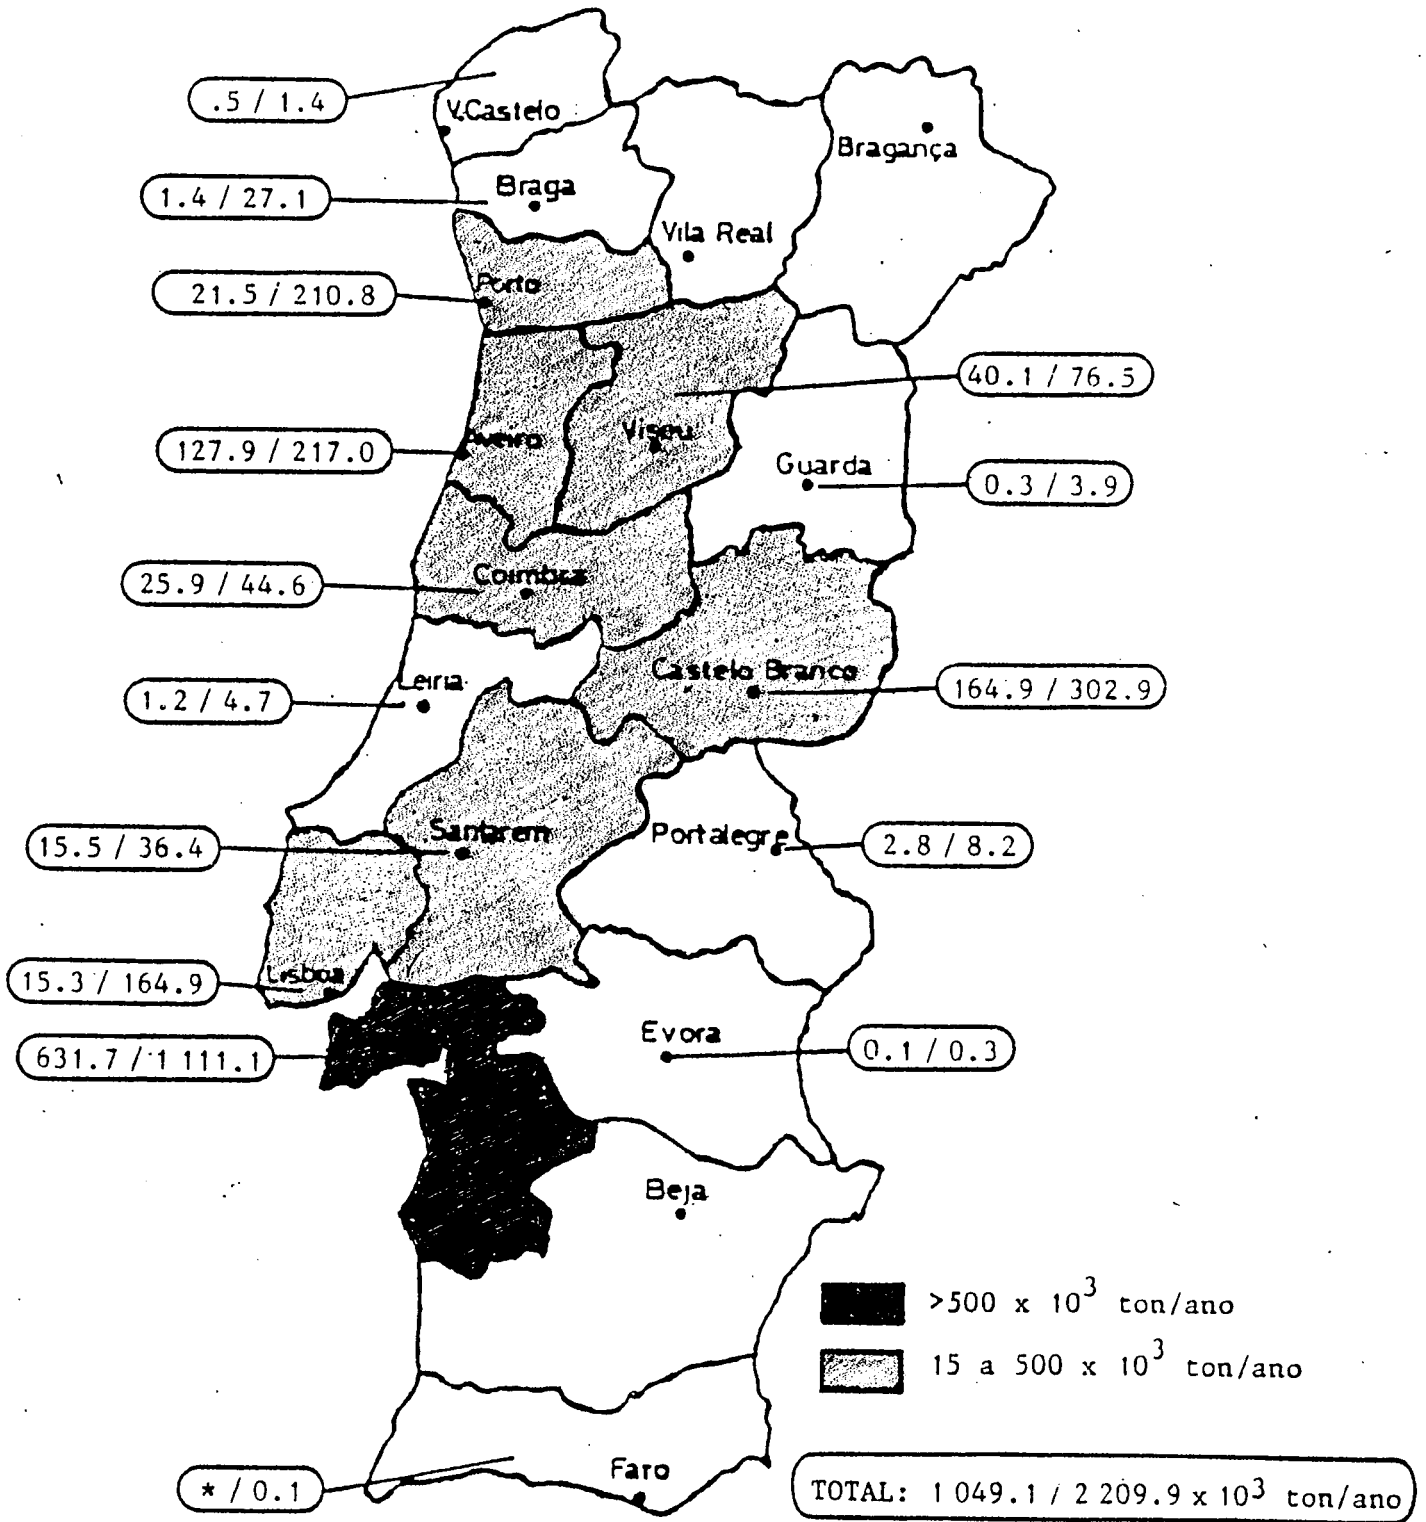 .5 / 1.4
V.Castelo
Bragança
1.4 / 27.1
Braga
Vila Real
21.5 / 210.8
Porto
40.1 / 76.5
127.9 / 217.0
Aveiro
Viseu
Guarda
0.3 / 3.9
25.9 / 44.6
Coimbra
1.2 / 4.7
Leiria
Castelo Branco
164.9 / 302.9
15.5 / 36.4
Santarem
Portalegre
2.8 / 8.2
15.3 / 164.9
Lisboa
631.7 / 1 111.1
Evora
0.1 / 0.3
Beja
>500 x 10³ ton/ano
15 a 500 x 10³ ton/ano
* / 0.1
Faro
TOTAL: 1 049.1 / 2 209.9 x 10³ ton/ano